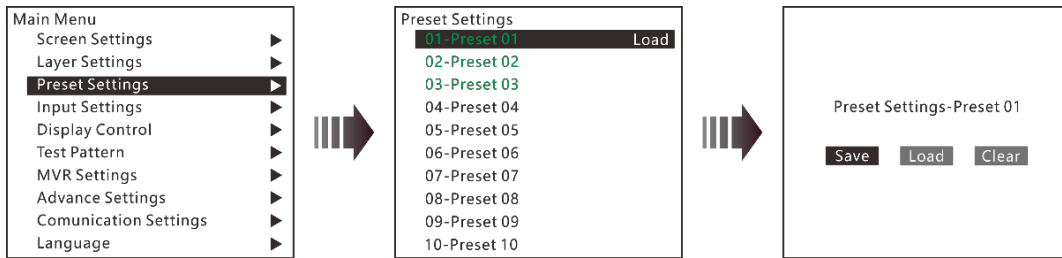 Main Menu
Screen Settings
Layer Settings
Preset Settings
Input Settings
Display Control
Test Pattern
MVR Settings
Advance Settings
Comunication Settings
Language
Preset Settings
01-Preset 01 Load
02-Preset 02
03-Preset 03
04-Preset 04
05-Preset 05
06-Preset 06
07-Preset 07
08-Preset 08
09-Preset 09
10-Preset 10
Preset Settings-Preset 01
Save Load Clear